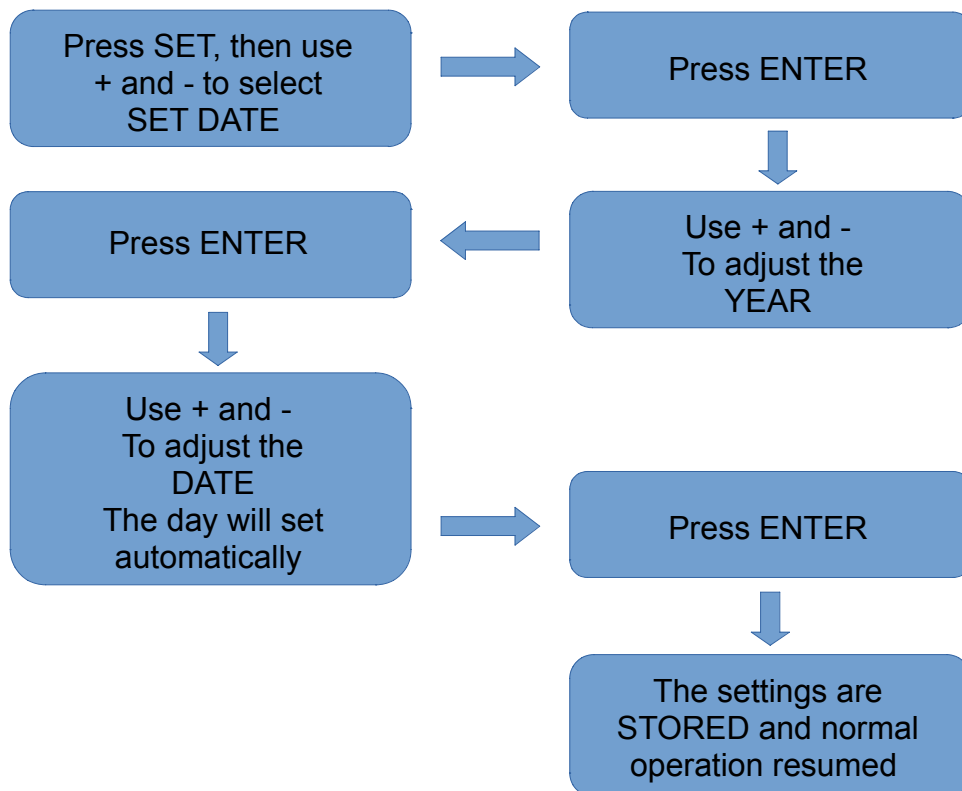 Press SET, then use
+ and - to select
SET DATE
Press ENTER
Use + and -
To adjust the
YEAR
Press ENTER
Use + and -
To adjust the
DATE
The day will set
automatically
Press ENTER
The settings are
STORED and normal
operation resumed